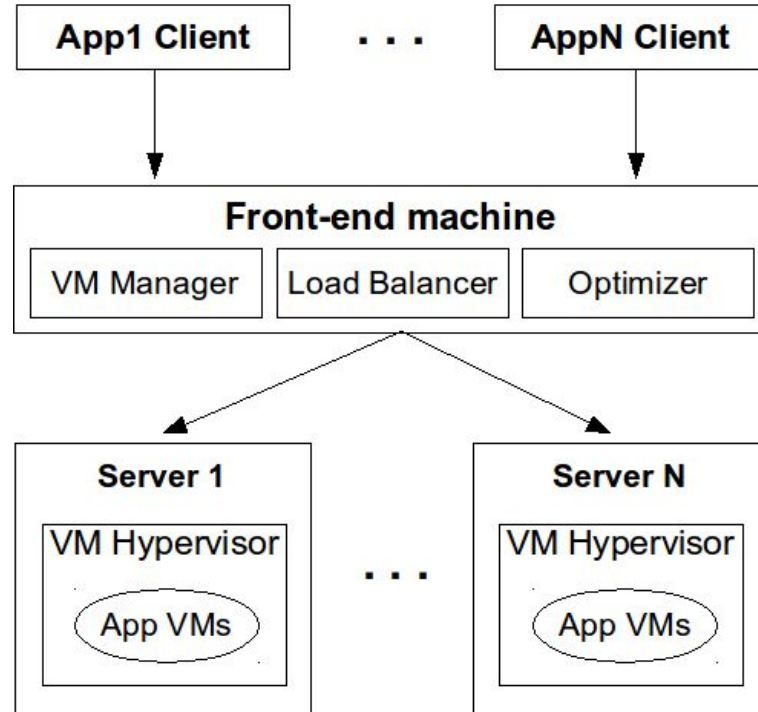 App1 Client . . . AppN Client
Front-end machine
VM Manager Load Balancer Optimizer
Server 1 Server N
VM Hypervisor VM Hypervisor
. . .
App VMs App VMs